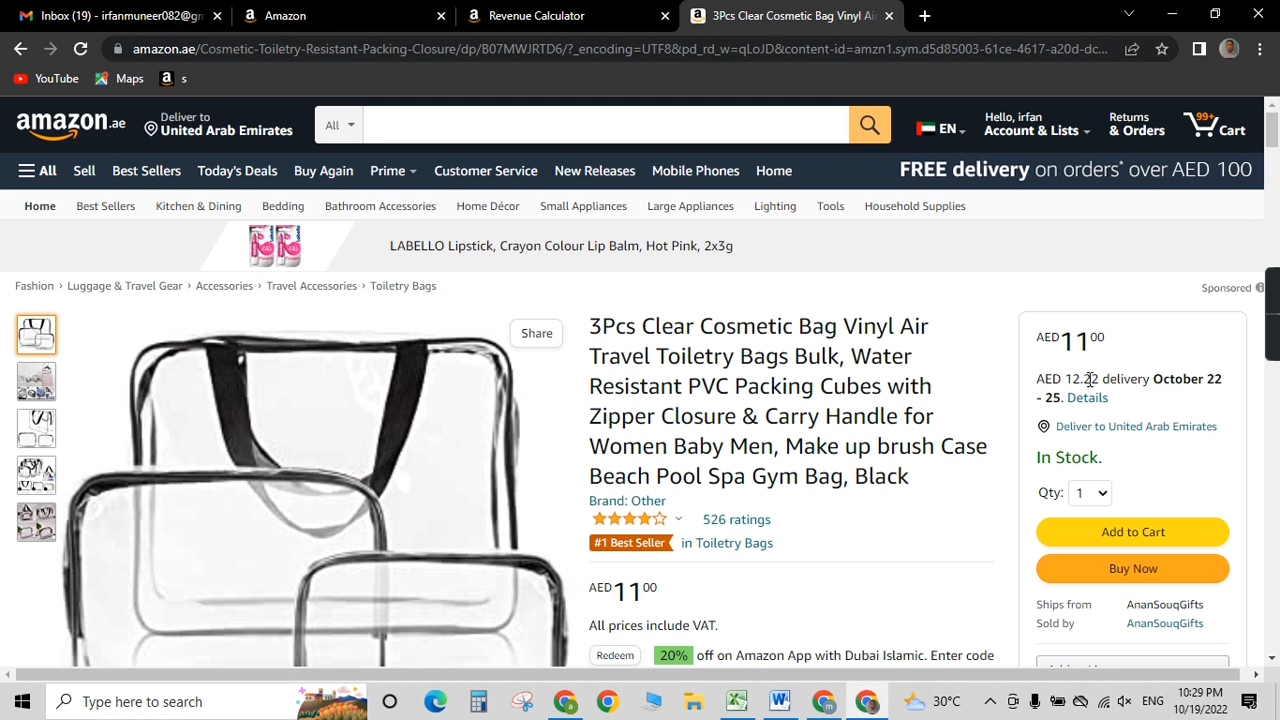 Inbox (19) - irfanmuneer082@gm
Amazon
Revenue Calculator
3Pcs Clear Cosmetic Bag Vinyl Air
amazon.ae/Cosmetic-Toiletry-Resistant-Packing-Closure/dp/B07MWJRTD6/?_encoding=UTF8&pd_rd_w=qLoJD&content-id=amzn1.sym.d5d85003-61ce-4617-a20d-dc...
YouTube
Maps
s
amazon.ae
Deliver to
United Arab Emirates
All
EN
Hello, irfan
Account & Lists
Returns
& Orders
99+
Cart
All
Sell
Best Sellers
Today's Deals
Buy Again
Prime
Customer Service
New Releases
Mobile Phones
Home
FREE delivery on orders* over AED 100
Home
Best Sellers
Kitchen & Dining
Bedding
Bathroom Accessories
Home Décor
Small Appliances
Large Appliances
Lighting
Tools
Household Supplies
LABELLO Lipstick, Crayon Colour Lip Balm, Hot Pink, 2x3g
Fashion › Luggage & Travel Gear › Accessories › Travel Accessories › Toiletry Bags
Sponsored
Share
3Pcs Clear Cosmetic Bag Vinyl Air
Travel Toiletry Bags Bulk, Water
Resistant PVC Packing Cubes with
Zipper Closure & Carry Handle for
Women Baby Men, Make up brush Case
Beach Pool Spa Gym Bag, Black
Brand: Other
526 ratings
#1 Best Seller in Toiletry Bags
AED 11 00
All prices include VAT.
Redeem 20% off on Amazon App with Dubai Islamic. Enter code
AED 11 00
AED 12.22 delivery October 22
- 25. Details
Deliver to United Arab Emirates
In Stock.
Qty: 1
Add to Cart
Buy Now
Ships from AnanSouqGifts
Sold by AnanSouqGifts
Type here to search
30°C
ENG
10:29 PM
10/19/2022